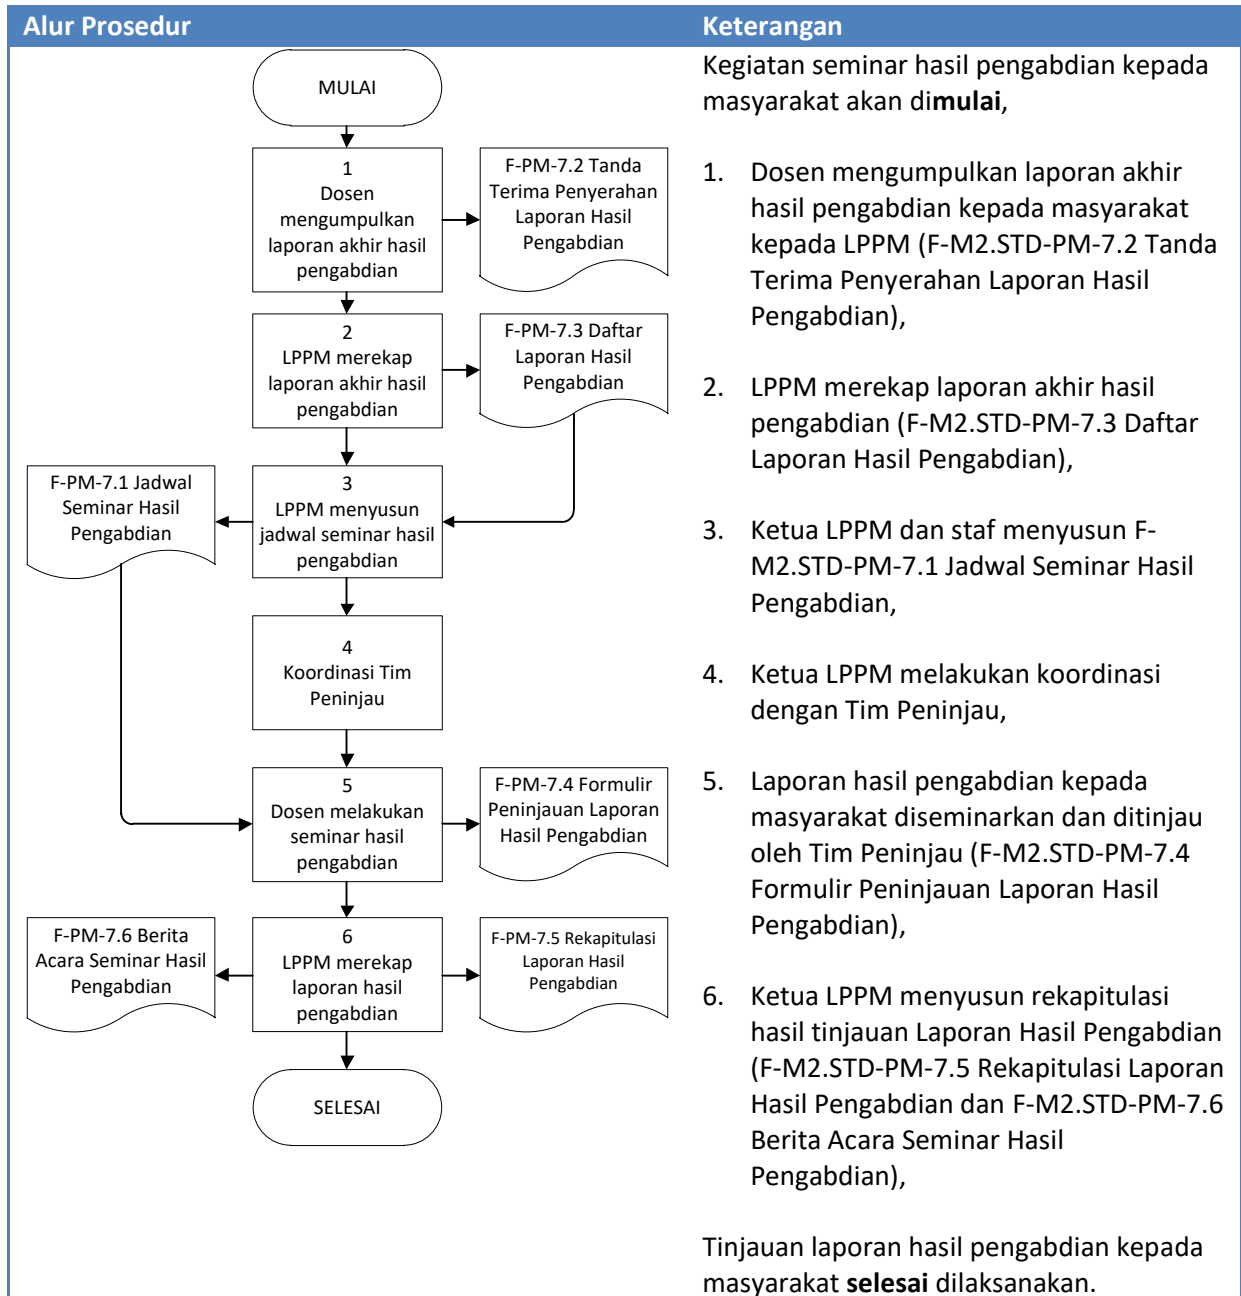 Alur Prosedur
Keterangan
MULAI
1
Dosen
mengumpulkan
laporan akhir hasil
pengabdian
F-PM-7.2 Tanda
Terima Penyerahan
Laporan Hasil
Pengabdian
2
LPPM merekap
laporan akhir hasil
pengabdian
F-PM-7.3 Daftar
Laporan Hasil
Pengabdian
F-PM-7.1 Jadwal
Seminar Hasil
Pengabdian
3
LPPM menyusun
jadwal seminar hasil
pengabdian
4
Koordinasi Tim
Peninjau
5
Dosen melakukan
seminar hasil
pengabdian
F-PM-7.4 Formulir
Peninjauan Laporan
Hasil Pengabdian
F-PM-7.6 Berita
Acara Seminar Hasil
Pengabdian
6
LPPM merekap
laporan hasil
pengabdian
F-PM-7.5 Rekapitulasi
Laporan Hasil
Pengabdian
SELESAI
Kegiatan seminar hasil pengabdian kepada
masyarakat akan dimulai,
1. Dosen mengumpulkan laporan akhir
hasil pengabdian kepada masyarakat
kepada LPPM (F-M2.STD-PM-7.2 Tanda
Terima Penyerahan Laporan Hasil
Pengabdian),
2. LPPM merekap laporan akhir hasil
pengabdian (F-M2.STD-PM-7.3 Daftar
Laporan Hasil Pengabdian),
3. Ketua LPPM dan staf menyusun F-
M2.STD-PM-7.1 Jadwal Seminar Hasil
Pengabdian,
4. Ketua LPPM melakukan koordinasi
dengan Tim Peninjau,
5. Laporan hasil pengabdian kepada
masyarakat diseminarkan dan ditinjau
oleh Tim Peninjau (F-M2.STD-PM-7.4
Formulir Peninjauan Laporan Hasil
Pengabdian),
6. Ketua LPPM menyusun rekapitulasi
hasil tinjauan Laporan Hasil Pengabdian
(F-M2.STD-PM-7.5 Rekapitulasi Laporan
Hasil Pengabdian dan F-M2.STD-PM-7.6
Berita Acara Seminar Hasil
Pengabdian),
Tinjauan laporan hasil pengabdian kepada
masyarakat selesai dilaksanakan.